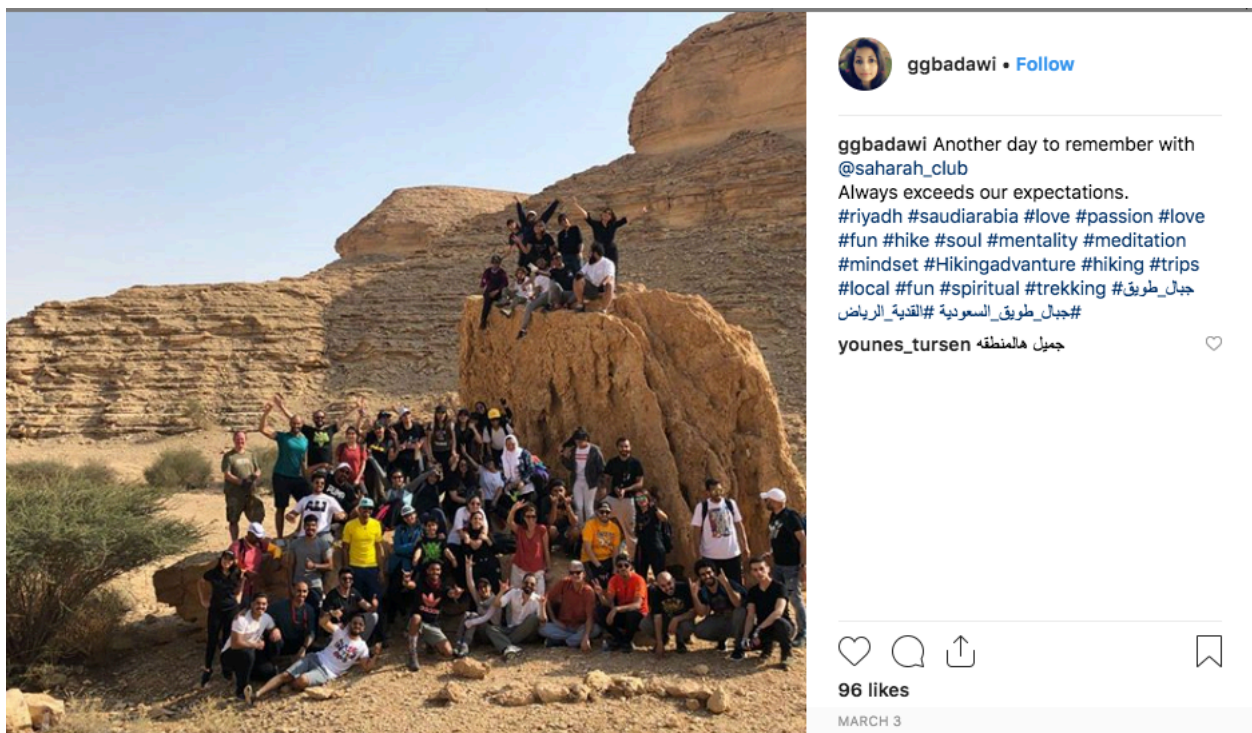 ggbadawi • Follow
ggbadawi Another day to remember with
@saharah_club
Always exceeds our expectations.
#riyadh #saudiarabia #love #passion #love
#fun #hike #soul #mentality #meditation
#mindset #Hikingadvanture #hiking #trips
#local #fun #spiritual #trekking #جبال_طويق
#جبال_طويق_السعودية #القدية_الرياض
younes_tursen جميل هالمنطقه
96 likes
MARCH 3